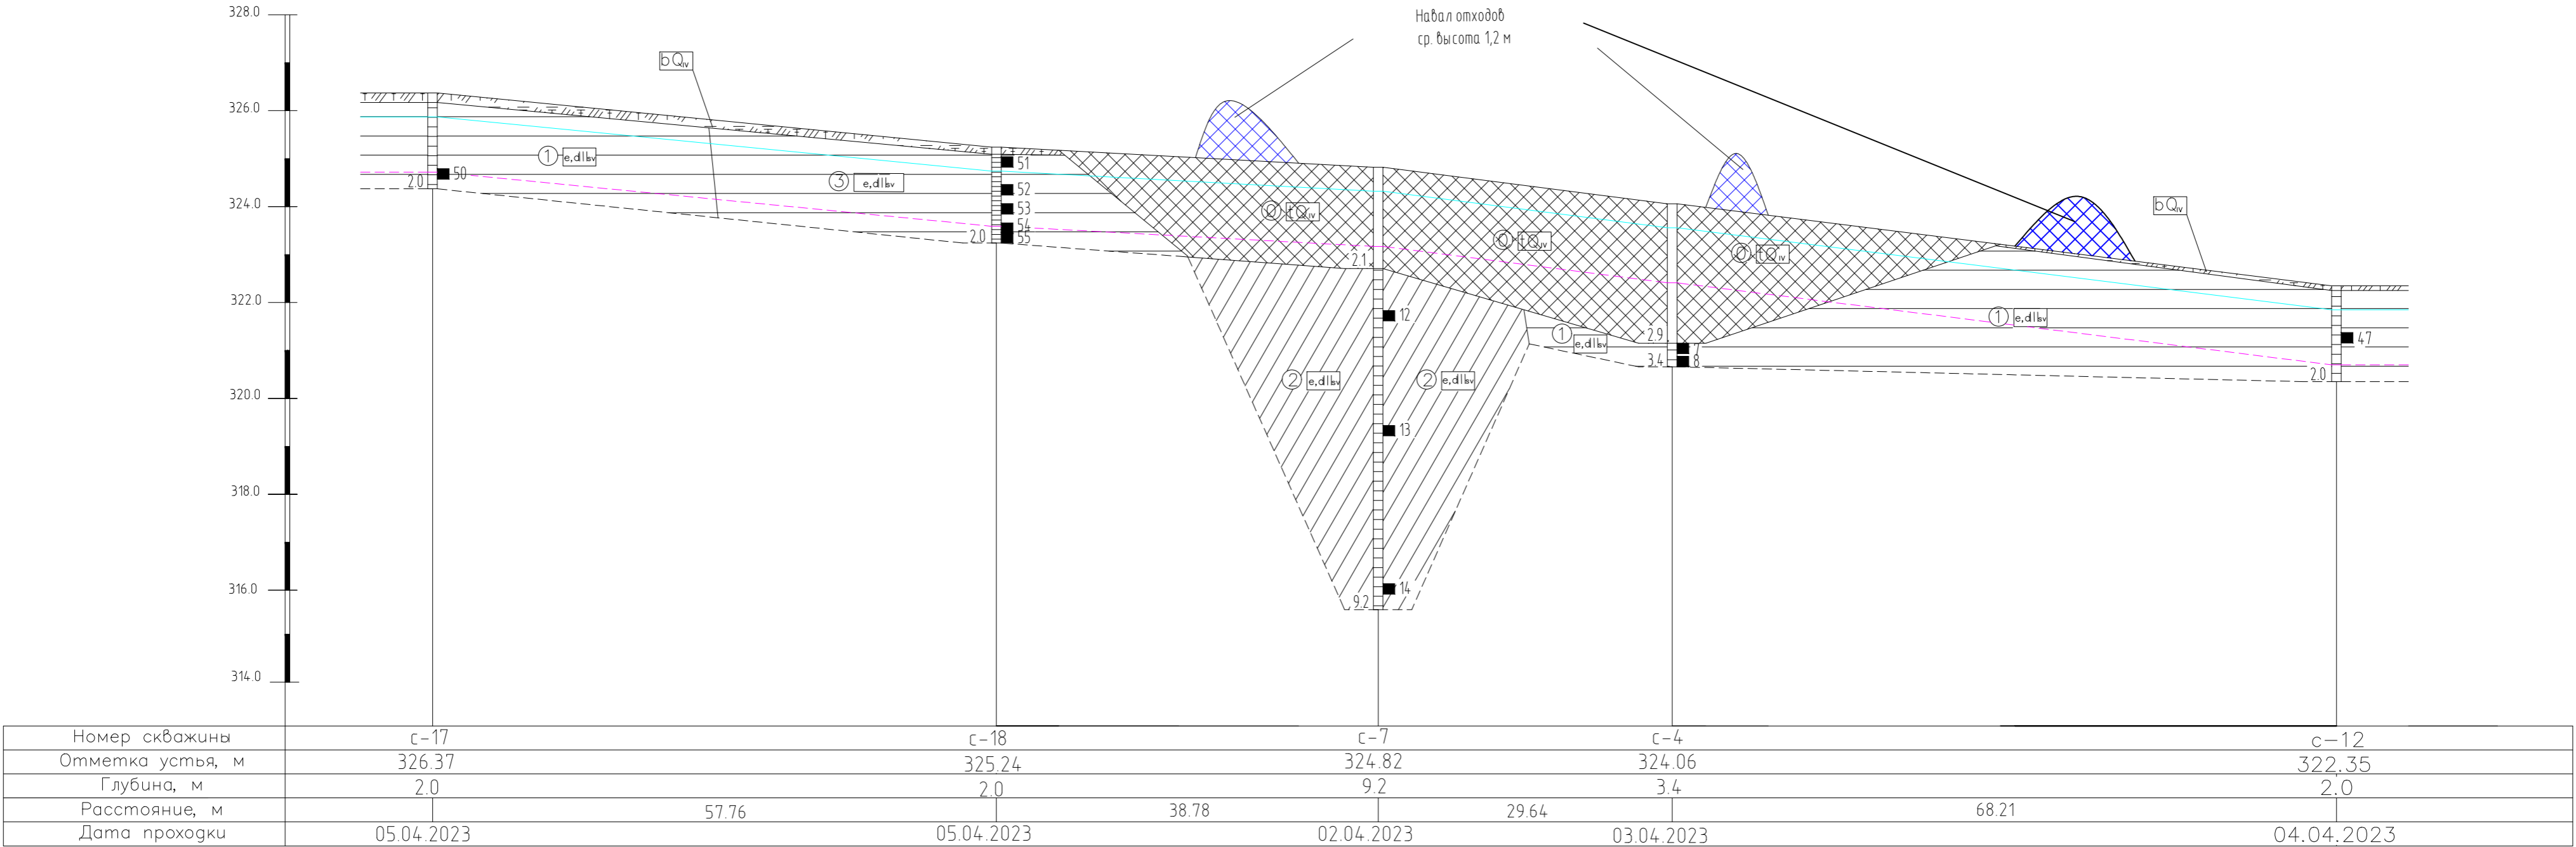 328.0
326.0
324.0
322.0
320.0
318.0
316.0
314.0
Навал отходов
ср. высота 1,2 м
bQIV
bQIV
1
3
0 tQIV
0 tQIV
0 tQIV
1
1
2
2
50
2.0
51
52
53
54
55
2.0
2.1
12
13
14
9.2
2.9
7
3.4
8
47
2.0
Номер скважины с-17 с-18 с-7 с-4 с-12
Отметка устья, м 326.37 325.24 324.82 324.06 322.35
Глубина, м 2.0 2.0 9.2 3.4 2.0
Расстояние, м 57.76 38.78 29.64 68.21
Дата проходки 05.04.2023 05.04.2023 02.04.2023 03.04.2023 04.04.2023